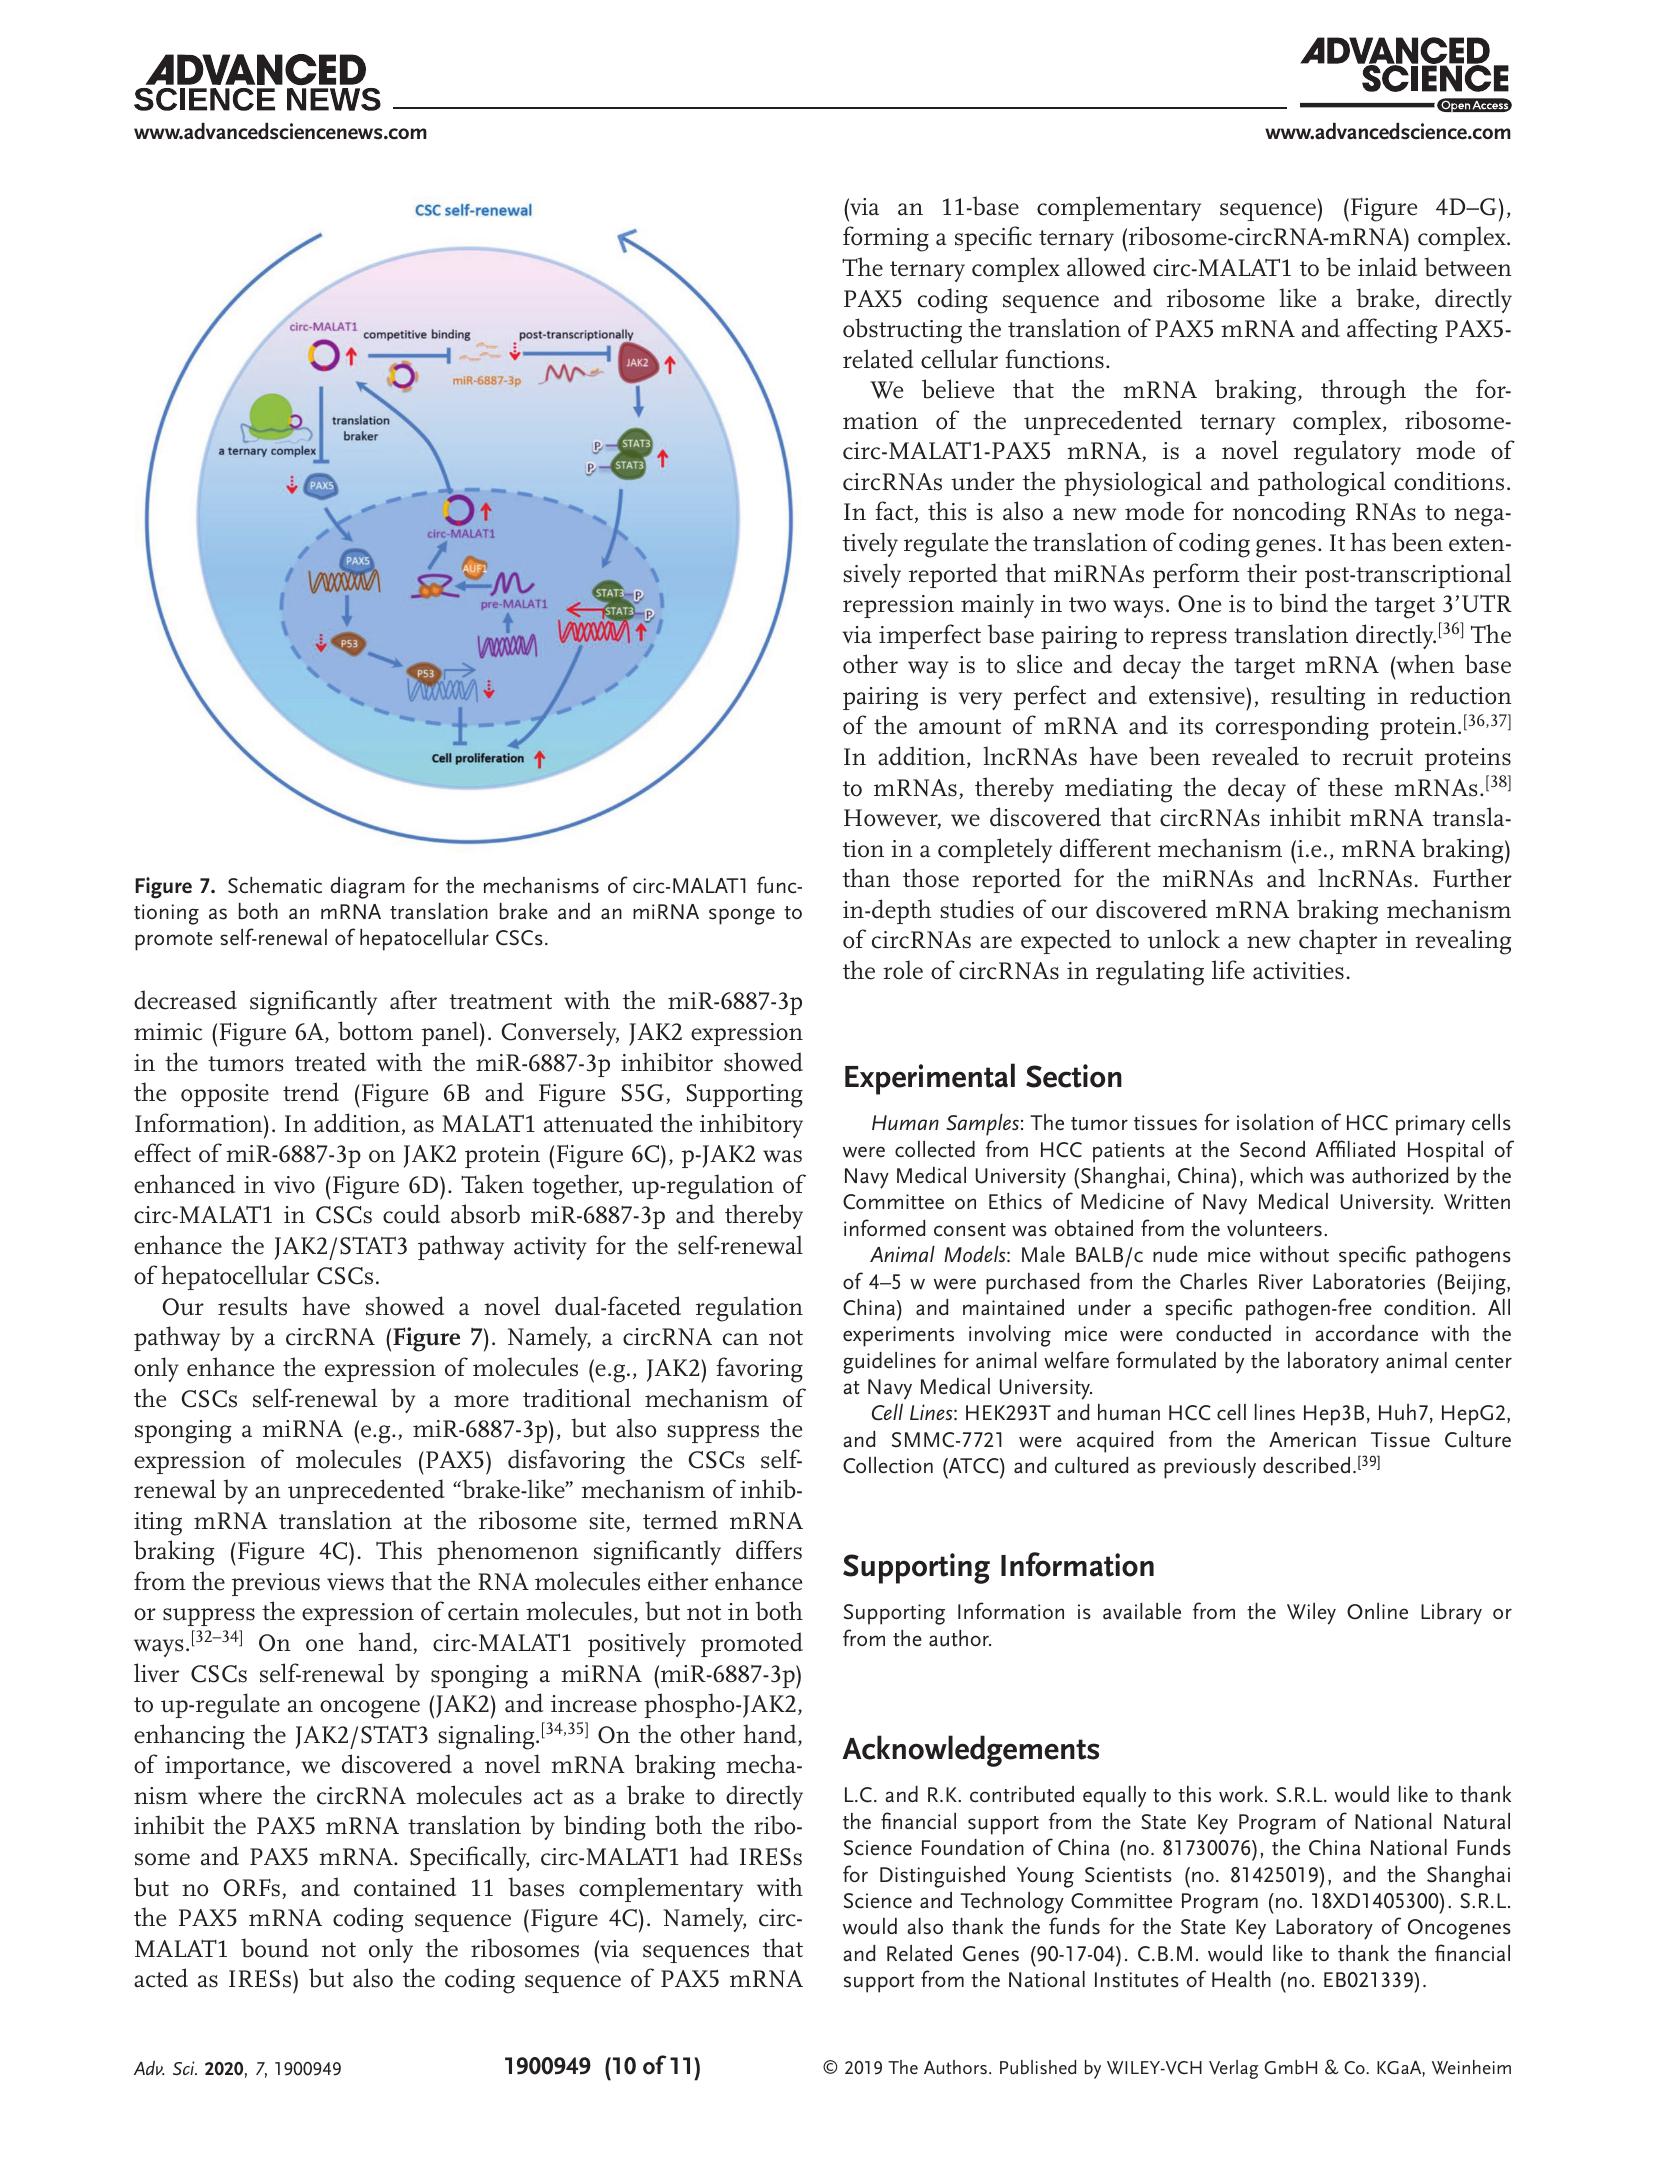 ADVANCED
SCIENCE NEWS
www.advancedsciencenews.com
ADVANCED
SCIENCE
Open Access
www.advancedscience.com
CSC self-renewal
circ-MALAT1
competitive binding
post-transcriptionally
JAK2
miR-6887-3p
translation
braker
a ternary complex
P STAT3
P STAT3
PAX5
circ-MALAT1
PAX5
AUF1
pre-MALAT1
STAT3 P
STAT3 P
P53
P53
Cell proliferation
Figure 7. Schematic diagram for the mechanisms of circ-MALAT1 func-
tioning as both an mRNA translation brake and an miRNA sponge to
promote self-renewal of hepatocellular CSCs.
decreased significantly after treatment with the miR-6887-3p
mimic (Figure 6A, bottom panel). Conversely, JAK2 expression
in the tumors treated with the miR-6887-3p inhibitor showed
the opposite trend (Figure 6B and Figure S5G, Supporting
Information). In addition, as MALAT1 attenuated the inhibitory
effect of miR-6887-3p on JAK2 protein (Figure 6C), p-JAK2 was
enhanced in vivo (Figure 6D). Taken together, up-regulation of
circ-MALAT1 in CSCs could absorb miR-6887-3p and thereby
enhance the JAK2/STAT3 pathway activity for the self-renewal
of hepatocellular CSCs.
Our results have showed a novel dual-faceted regulation
pathway by a circRNA (Figure 7). Namely, a circRNA can not
only enhance the expression of molecules (e.g., JAK2) favoring
the CSCs self-renewal by a more traditional mechanism of
sponging a miRNA (e.g., miR-6887-3p), but also suppress the
expression of molecules (PAX5) disfavoring the CSCs self-
renewal by an unprecedented “brake-like” mechanism of inhib-
iting mRNA translation at the ribosome site, termed mRNA
braking (Figure 4C). This phenomenon significantly differs
from the previous views that the RNA molecules either enhance
or suppress the expression of certain molecules, but not in both
ways.[32–34] On one hand, circ-MALAT1 positively promoted
liver CSCs self-renewal by sponging a miRNA (miR-6887-3p)
to up-regulate an oncogene (JAK2) and increase phospho-JAK2,
enhancing the JAK2/STAT3 signaling.[34,35] On the other hand,
of importance, we discovered a novel mRNA braking mecha-
nism where the circRNA molecules act as a brake to directly
inhibit the PAX5 mRNA translation by binding both the ribo-
some and PAX5 mRNA. Specifically, circ-MALAT1 had IRESs
but no ORFs, and contained 11 bases complementary with
the PAX5 mRNA coding sequence (Figure 4C). Namely, circ-
MALAT1 bound not only the ribosomes (via sequences that
acted as IRESs) but also the coding sequence of PAX5 mRNA
(via an 11-base complementary sequence) (Figure 4D–G),
forming a specific ternary (ribosome-circRNA-mRNA) complex.
The ternary complex allowed circ-MALAT1 to be inlaid between
PAX5 coding sequence and ribosome like a brake, directly
obstructing the translation of PAX5 mRNA and affecting PAX5-
related cellular functions.
We believe that the mRNA braking, through the for-
mation of the unprecedented ternary complex, ribosome-
circ-MALAT1-PAX5 mRNA, is a novel regulatory mode of
circRNAs under the physiological and pathological conditions.
In fact, this is also a new mode for noncoding RNAs to nega-
tively regulate the translation of coding genes. It has been exten-
sively reported that miRNAs perform their post-transcriptional
repression mainly in two ways. One is to bind the target 3’UTR
via imperfect base pairing to repress translation directly.[36] The
other way is to slice and decay the target mRNA (when base
pairing is very perfect and extensive), resulting in reduction
of the amount of mRNA and its corresponding protein.[36,37]
In addition, lncRNAs have been revealed to recruit proteins
to mRNAs, thereby mediating the decay of these mRNAs.[38]
However, we discovered that circRNAs inhibit mRNA transla-
tion in a completely different mechanism (i.e., mRNA braking)
than those reported for the miRNAs and lncRNAs. Further
in-depth studies of our discovered mRNA braking mechanism
of circRNAs are expected to unlock a new chapter in revealing
the role of circRNAs in regulating life activities.
Experimental Section
Human Samples: The tumor tissues for isolation of HCC primary cells
were collected from HCC patients at the Second Affiliated Hospital of
Navy Medical University (Shanghai, China), which was authorized by the
Committee on Ethics of Medicine of Navy Medical University. Written
informed consent was obtained from the volunteers.
Animal Models: Male BALB/c nude mice without specific pathogens
of 4–5 w were purchased from the Charles River Laboratories (Beijing,
China) and maintained under a specific pathogen-free condition. All
experiments involving mice were conducted in accordance with the
guidelines for animal welfare formulated by the laboratory animal center
at Navy Medical University.
Cell Lines: HEK293T and human HCC cell lines Hep3B, Huh7, HepG2,
and SMMC-7721 were acquired from the American Tissue Culture
Collection (ATCC) and cultured as previously described.[39]
Supporting Information
Supporting Information is available from the Wiley Online Library or
from the author.
Acknowledgements
L.C. and R.K. contributed equally to this work. S.R.L. would like to thank
the financial support from the State Key Program of National Natural
Science Foundation of China (no. 81730076), the China National Funds
for Distinguished Young Scientists (no. 81425019), and the Shanghai
Science and Technology Committee Program (no. 18XD1405300). S.R.L.
would also thank the funds for the State Key Laboratory of Oncogenes
and Related Genes (90-17-04). C.B.M. would like to thank the financial
support from the National Institutes of Health (no. EB021339).
Adv. Sci. 2020, 7, 1900949
1900949 (10 of 11)
© 2019 The Authors. Published by WILEY-VCH Verlag GmbH & Co. KGaA, Weinheim